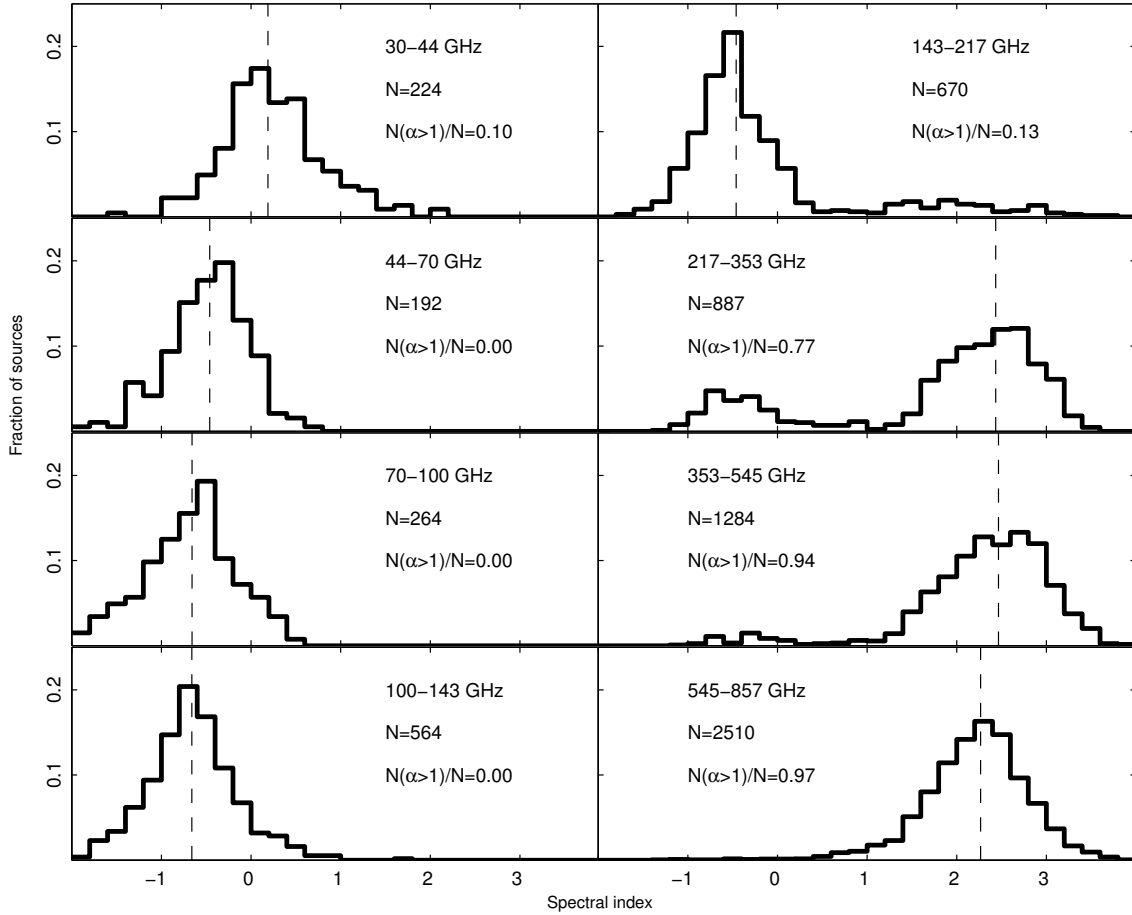 30−44 GHz
N=224
N(α>1)/N=0.10
143−217 GHz
N=670
N(α>1)/N=0.13
0.2
0.1
44−70 GHz
N=192
N(α>1)/N=0.00
217−353 GHz
N=887
N(α>1)/N=0.77
0.2
0.1
Fraction of sources
70−100 GHz
N=264
N(α>1)/N=0.00
353−545 GHz
N=1284
N(α>1)/N=0.94
0.2
0.1
100−143 GHz
N=564
N(α>1)/N=0.00
545−857 GHz
N=2510
N(α>1)/N=0.97
0.2
0.1
−1 0 1 2 3 −1 0 1 2 3
Spectral index